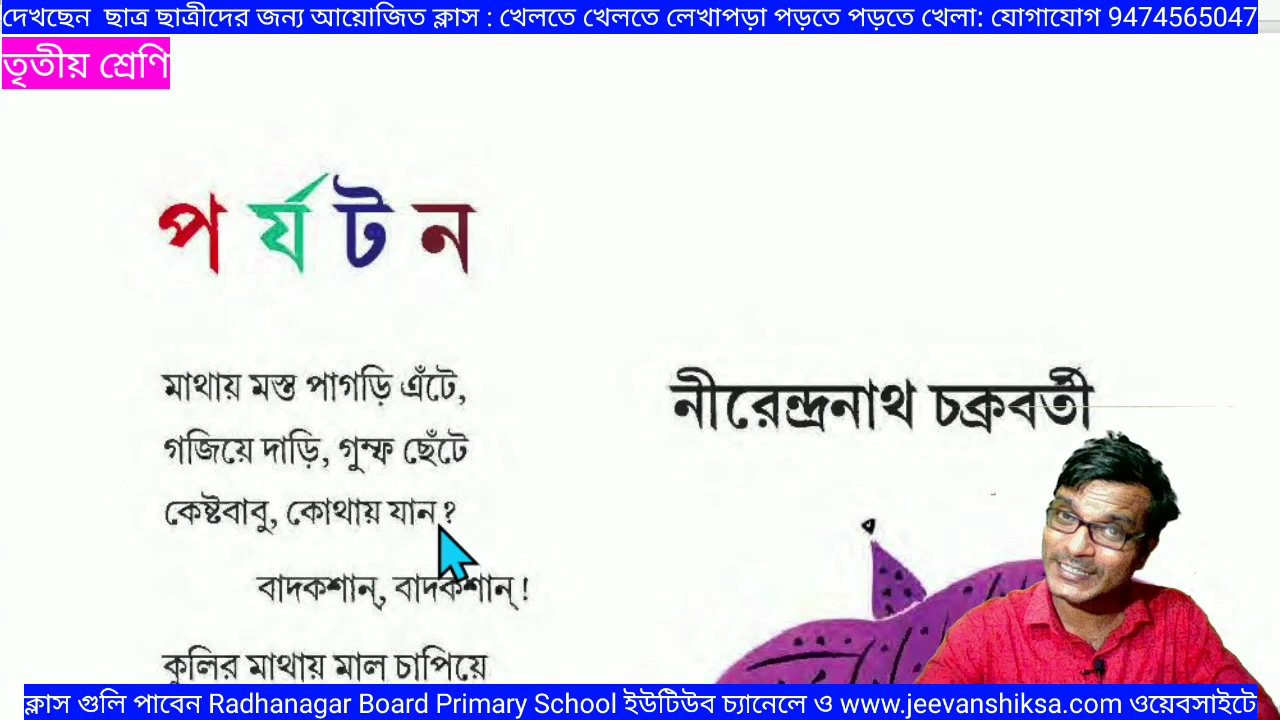 দেখছেন ছাত্র ছাত্রীদের জন্য আয়োজিত ক্লাস : খেলতে খেলতে লেখাপড়া পড়তে পড়তে খেলা: যোগাযোগ 9474565047
তৃতীয় শ্রেণি
পর্যটন
নীরেন্দ্রনাথ চক্রবর্তী
মাথায় মস্ত পাগড়ি এঁটে,
গজিয়ে দাড়ি, গুম্ফ ছেঁটে
কেষ্টবাবু, কোথায় যান?
বাদকশান্, বাদকশান্!
কুলির মাথায় মাল চাপিয়ে
ক্লাস গুলি পাবেন Radhanagar Board Primary School ইউটিউব চ্যানেলে ও www.jeevanshiksa.com ওয়েবসাইটে